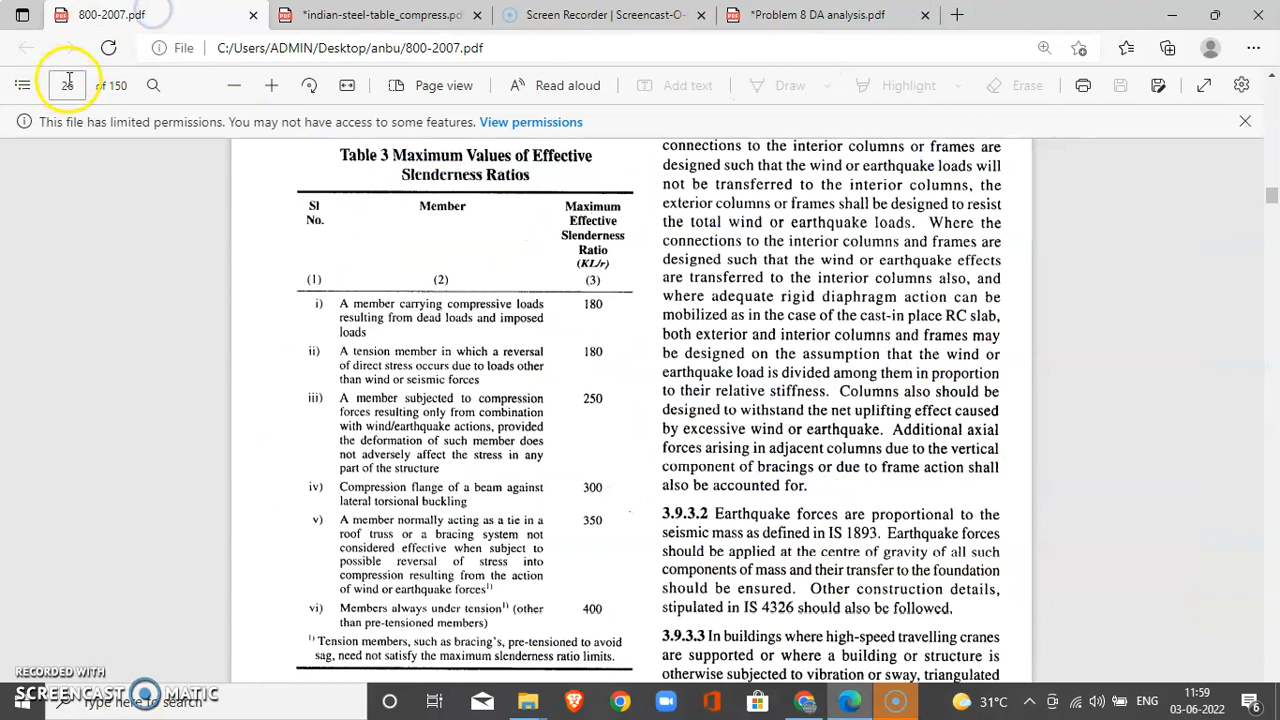 800-2007.pdf
*indian-steel-table_compress.pd
Screen Recorder | Screencast-O-
*Problem 8 DA analysis.pdf
File
C:/Users/ADMIN/Desktop/anbu/800-2007.pdf
26 of 150
Page view
Read aloud
Add text
Draw
Highlight
Erase
This file has limited permissions. You may not have access to some features. View permissions
Table 3 Maximum Values of Effective
Slenderness Ratios
Sl
No.
Member
Maximum
Effective
Slenderness
Ratio
(KL/r)
(1) (2) (3)
i) A member carrying compressive loads 180
resulting from dead loads and imposed
loads
ii) A tension member in which a reversal 180
of direct stress occurs due to loads other
than wind or seismic forces
iii) A member subjected to compression 250
forces resulting only from combination
with wind/earthquake actions, provided
the deformation of such member does
not adversely affect the stress in any
part of the structure
iv) Compression flange of a beam against 300
lateral torsional buckling
v) A member normally acting as a tie in a 350
roof truss or a bracing system not
considered effective when subject to
possible reversal of stress into
compression resulting from the action
of wind or earthquake forces¹⁾
vi) Members always under tension¹⁾ (other 400
than pre-tensioned members)
¹⁾ Tension members, such as bracing's, pre-tensioned to avoid
sag, need not satisfy the maximum slenderness ratio limits.
connections to the interior columns or frames are
designed such that the wind or earthquake loads will
not be transferred to the interior columns, the
exterior columns or frames shall be designed to resist
the total wind or earthquake loads. Where the
connections to the interior columns and frames are
designed such that the wind or earthquake effects
are transferred to the interior columns also, and
where adequate rigid diaphragm action can be
mobilized as in the case of the cast-in place RC slab,
both exterior and interior columns and frames may
be designed on the assumption that the wind or
earthquake load is divided among them in proportion
to their relative stiffness. Columns also should be
designed to withstand the net uplifting effect caused
by excessive wind or earthquake. Additional axial
forces arising in adjacent columns due to the vertical
component of bracings or due to frame action shall
also be accounted for.
3.9.3.2 Earthquake forces are proportional to the
seismic mass as defined in IS 1893. Earthquake forces
should be applied at the centre of gravity of all such
components of mass and their transfer to the foundation
should be ensured. Other construction details,
stipulated in IS 4326 should also be followed.
3.9.3.3 In buildings where high-speed travelling cranes
are supported or where a building or structure is
otherwise subjected to vibration or sway, triangulated
RECORDED WITH
SCREENCAST MATIC
Type here to search
31°C
ENG
11:59
03-06-2022
6